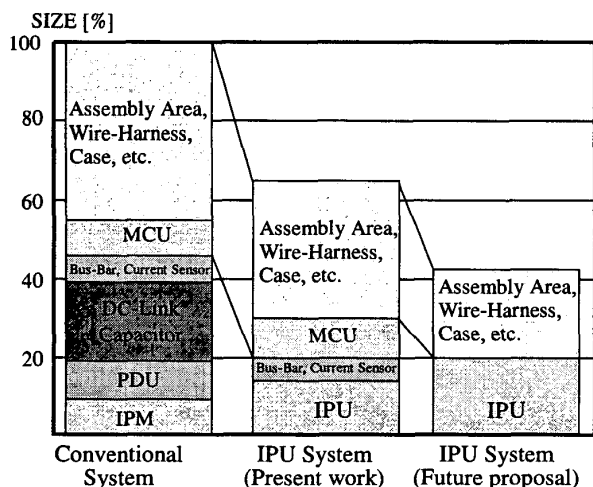 SIZE [%]
100
80
60
40
20
Assembly Area,
Wire-Harness,
Case, etc.
MCU
Bus-Bar, Current Sensor
DC-Link
Capacitor
PDU
IPM
Assembly Area,
Wire-Harness,
Case, etc.
MCU
Bus-Bar, Current Sensor
IPU
Assembly Area,
Wire-Harness,
Case, etc.
IPU
Conventional
System
IPU System
(Present work)
IPU System
(Future proposal)